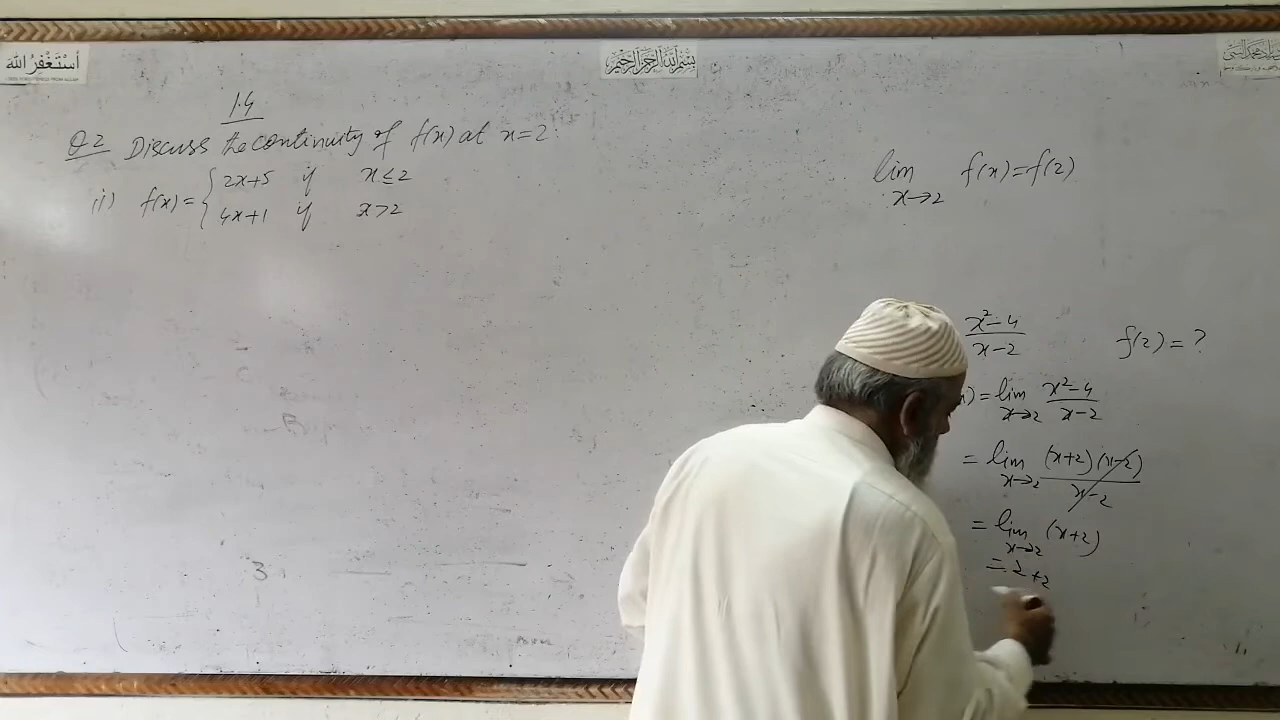 أستغفر الله
بسم الله الرحمن الرحيم
1.4
Q2 Discuss the continuity of f(x) at x=2.
(i) f(x) = { 2x+5 if x≤2
4x+1 if x>2
lim x→2 f(x)=f(2)
x²-4 / x-2 f(2)=?
)=lim x→2 x²-4 / x-2
= lim x→2 (x+2)(x-2) / x-2
= lim x→2 (x+2)
= 2+2
3